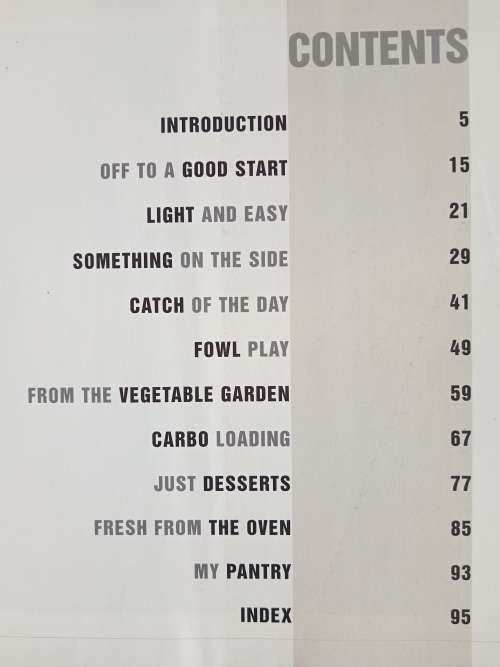 CONTENTS
INTRODUCTION 5
OFF TO A GOOD START 15
LIGHT AND EASY 21
SOMETHING ON THE SIDE 29
CATCH OF THE DAY 41
FOWL PLAY 49
FROM THE VEGETABLE GARDEN 59
CARBO LOADING 67
JUST DESSERTS 77
FRESH FROM THE OVEN 85
MY PANTRY 93
INDEX 95